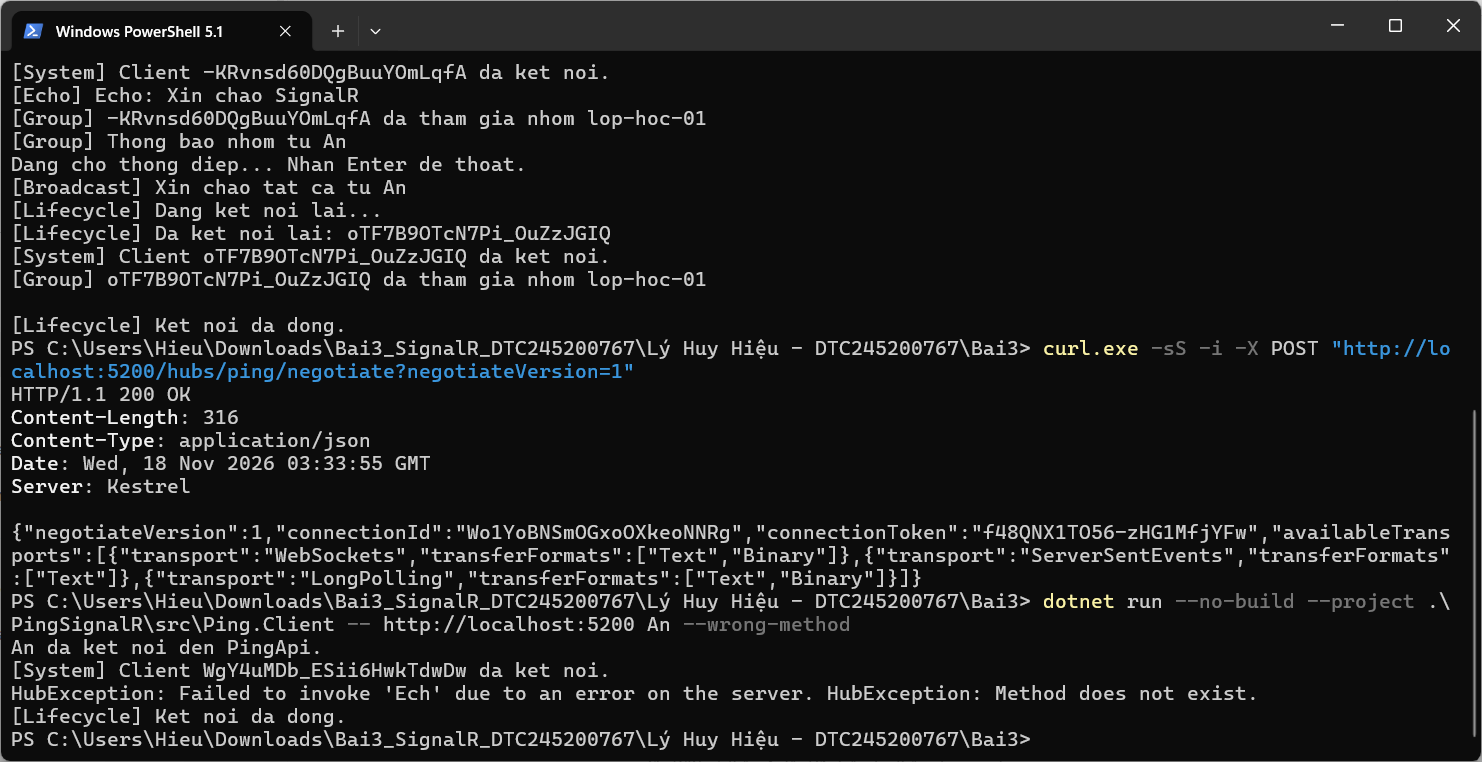 Windows PowerShell 5.1
[System] Client -KRvnsd60DQgBuuYOmLqfA da ket noi.
[Echo] Echo: Xin chao SignalR
[Group] -KRvnsd60DQgBuuYOmLqfA da tham gia nhom lop-hoc-01
[Group] Thong bao nhom tu An
Dang cho thong diep... Nhan Enter de thoat.
[Broadcast] Xin chao tat ca tu An
[Lifecycle] Dang ket noi lai...
[Lifecycle] Da ket noi lai: oTF7B9OTcN7Pi_OuZzJGIQ
[System] Client oTF7B9OTcN7Pi_OuZzJGIQ da ket noi.
[Group] oTF7B9OTcN7Pi_OuZzJGIQ da tham gia nhom lop-hoc-01
[Lifecycle] Ket noi da dong.
PS C:\Users\Hieu\Downloads\Bai3_SignalR_DTC245200767\Lý Huy Hiệu - DTC245200767\Bai3> curl.exe -sS -i -X POST "http://lo
calhost:5200/hubs/ping/negotiate?negotiateVersion=1"
HTTP/1.1 200 OK
Content-Length: 316
Content-Type: application/json
Date: Wed, 18 Nov 2026 03:33:55 GMT
Server: Kestrel
{"negotiateVersion":1,"connectionId":"Wo1YoBNSmOGxoOXkeoNNRg","connectionToken":"f48QNX1TO56-zHG1MfjYFw","availableTrans
ports":[{"transport":"WebSockets","transferFormats":["Text","Binary"]},{"transport":"ServerSentEvents","transferFormats"
:["Text"]},{"transport":"LongPolling","transferFormats":["Text","Binary"]}]}
PS C:\Users\Hieu\Downloads\Bai3_SignalR_DTC245200767\Lý Huy Hiệu - DTC245200767\Bai3> dotnet run --no-build --project .\
PingSignalR\src\Ping.Client -- http://localhost:5200 An --wrong-method
An da ket noi den PingApi.
[System] Client WgY4uMDb_ESii6HwkTdwDw da ket noi.
HubException: Failed to invoke 'Ech' due to an error on the server. HubException: Method does not exist.
[Lifecycle] Ket noi da dong.
PS C:\Users\Hieu\Downloads\Bai3_SignalR_DTC245200767\Lý Huy Hiệu - DTC245200767\Bai3>